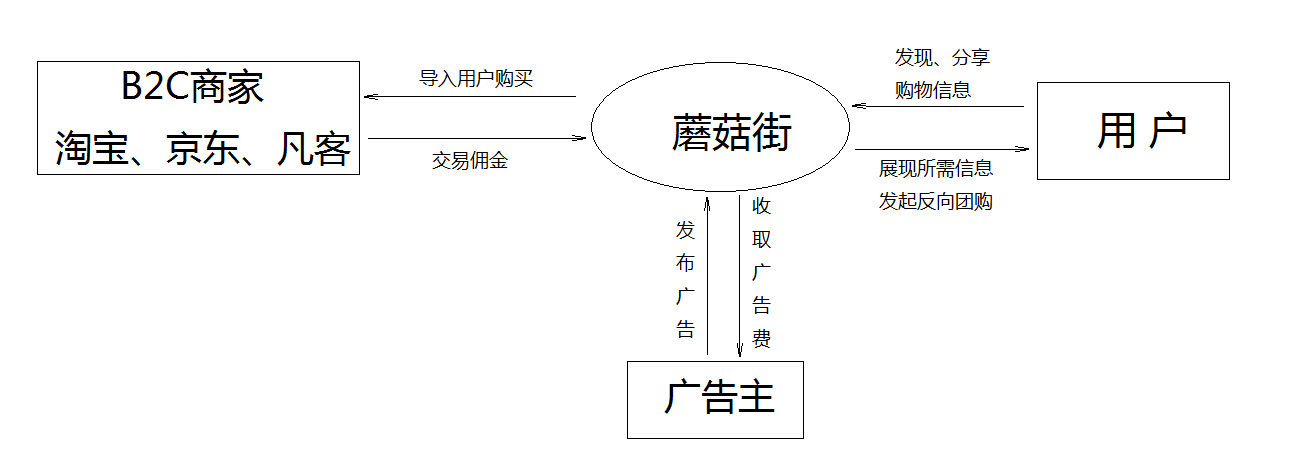 B2C商家
淘宝、京东、凡客
导入用户购买
交易佣金
蘑菇街
发现、分享
购物信息
展现所需信息
发起反向团购
用 户
发布广告
收取广告费
广告主